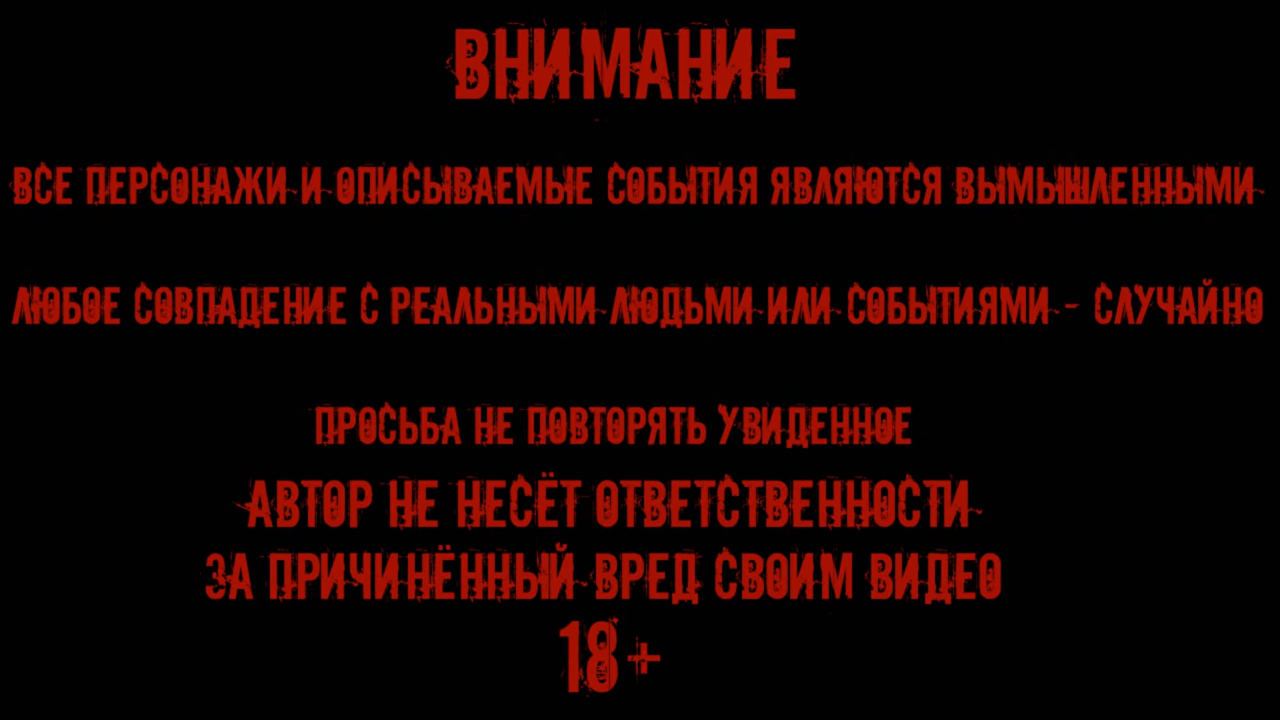 ВНИМАНИЕ
ВСЕ ПЕРСОНАЖИ И ОПИСЫВАЕМЫЕ СОБЫТИЯ ЯВЛЯЮТСЯ ВЫМЫШЛЕННЫМИ
ЛЮБОЕ СОВПАДЕНИЕ С РЕАЛЬНЫМИ ЛЮДЬМИ ИЛИ СОБЫТИЯМИ - СЛУЧАЙНО
ПРОСЬБА НЕ ПОВТОРЯТЬ УВИДЕННОЕ
АВТОР НЕ НЕСЁТ ОТВЕТСТВЕННОСТИ
ЗА ПРИЧИНЁННЫЙ ВРЕД СВОИМ ВИДЕО
18+